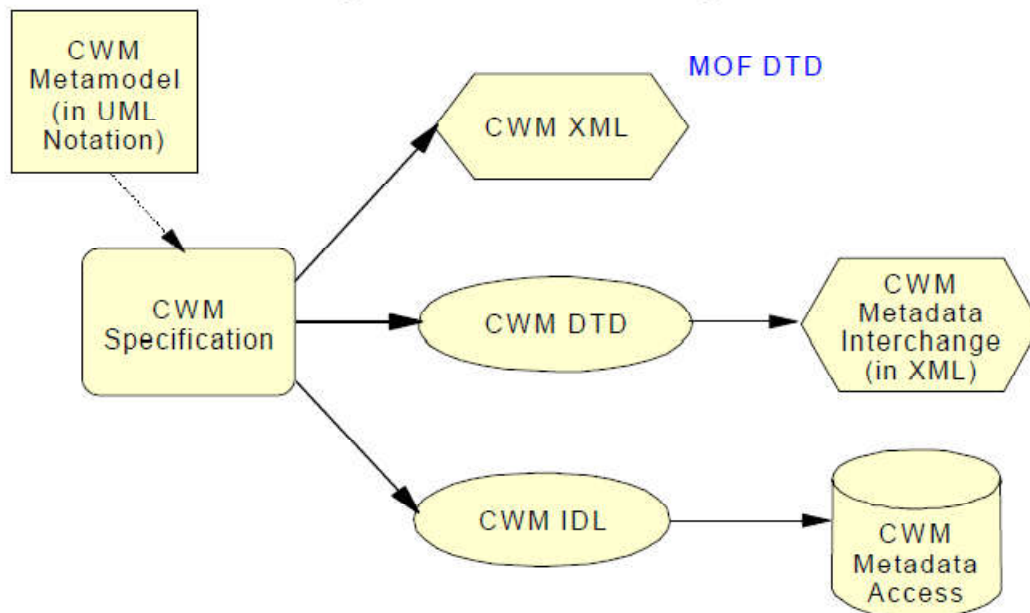 CWM
Metamodel
(in UML
Notation)
MOF DTD
CWM XML
CWM
Specification
CWM DTD
CWM
Metadata
Interchange
(in XML)
CWM IDL
CWM
Metadata
Access